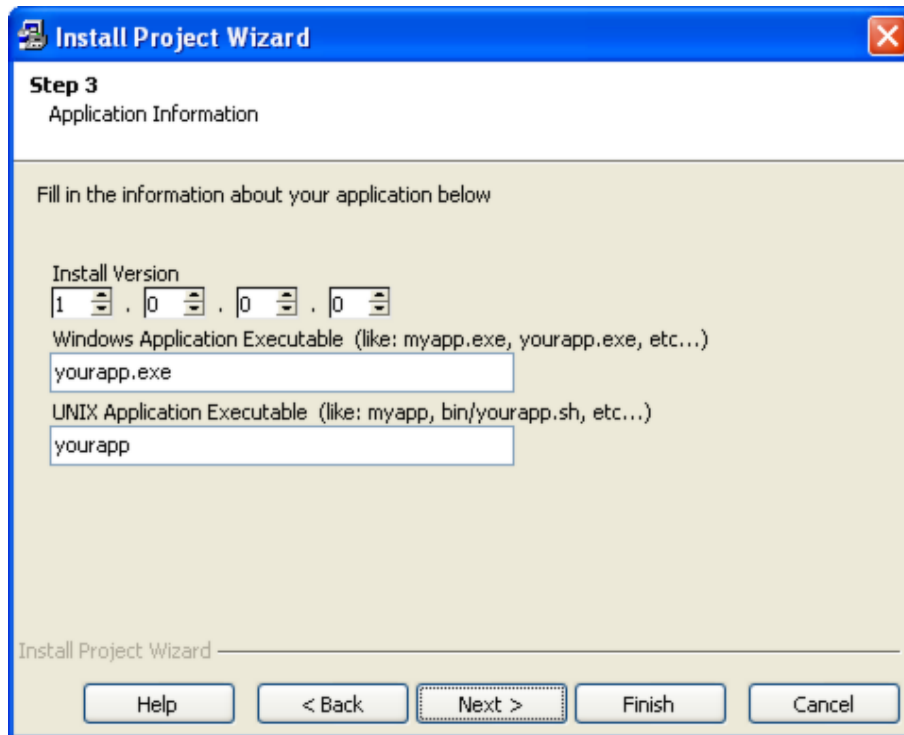 Install Project Wizard
Step 3
Application Information
Fill in the information about your application below
Install Version
1 . 0 . 0 . 0
Windows Application Executable (like: myapp.exe, yourapp.exe, etc...)
yourapp.exe
UNIX Application Executable (like: myapp, bin/yourapp.sh, etc...)
yourapp
Install Project Wizard
Help < Back Next > Finish Cancel